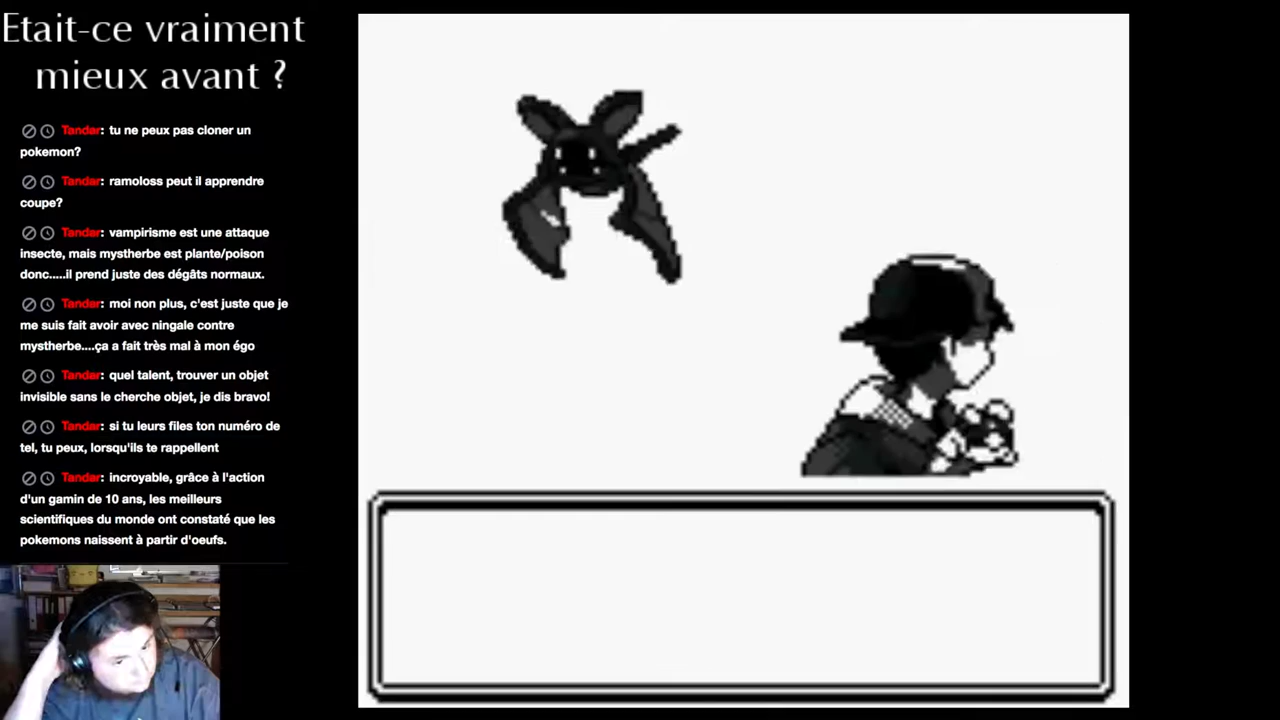 Etait-ce vraiment
mieux avant ?
Tandar: tu ne peux pas cloner un
pokemon?
Tandar: ramoloss peut il apprendre
coupe?
Tandar: vampirisme est une attaque
insecte, mais mystherbe est plante/poison
donc.....il prend juste des dégâts normaux.
Tandar: moi non plus, c'est juste que je
me suis fait avoir avec ningale contre
mystherbe....ça a fait très mal à mon égo
Tandar: quel talent, trouver un objet
invisible sans le cherche objet, je dis bravo!
Tandar: si tu leurs files ton numéro de
tel, tu peux, lorsqu'ils te rappellent
Tandar: incroyable, grâce à l'action
d'un gamin de 10 ans, les meilleurs
scientifiques du monde ont constaté que les
pokemons naissent à partir d'oeufs.